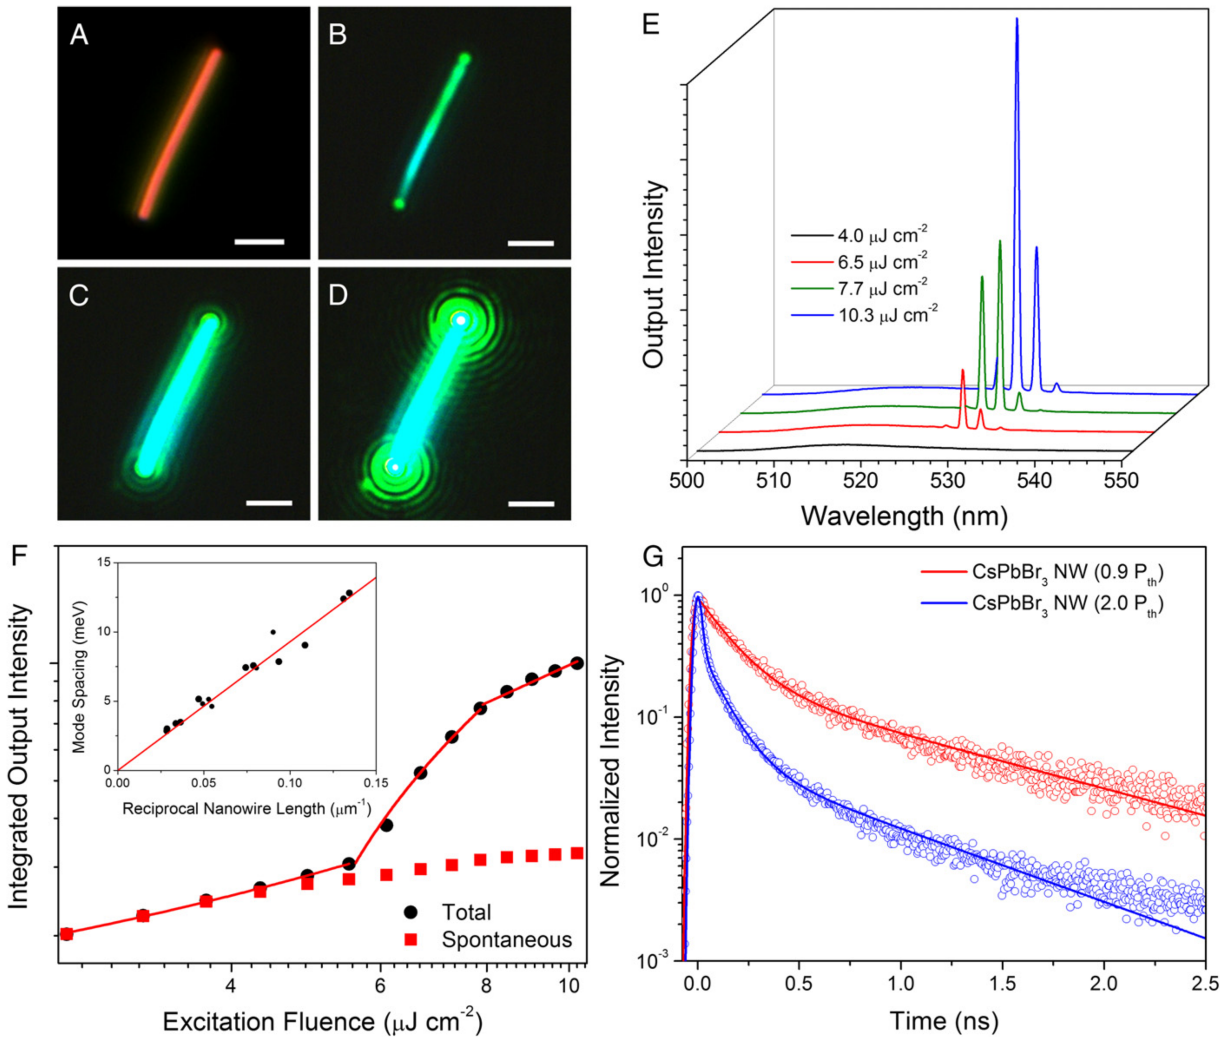 A
B
C
D
E
Output Intensity
4.0 μJ cm⁻²
6.5 μJ cm⁻²
7.7 μJ cm⁻²
10.3 μJ cm⁻²
500 510 520 530 540 550
Wavelength (nm)
F
Integrated Output Intensity
Mode Spacing (meV)
15
10
5
0
0.00 0.05 0.10 0.15
Reciprocal Nanowire Length (μm⁻¹)
Total
Spontaneous
4 6 8 10
Excitation Fluence (μJ cm⁻²)
G
Normalized Intensity
10⁰
10⁻¹
10⁻²
10⁻³
CsPbBr₃ NW (0.9 Pₜₕ)
CsPbBr₃ NW (2.0 Pₜₕ)
0.0 0.5 1.0 1.5 2.0 2.5
Time (ns)